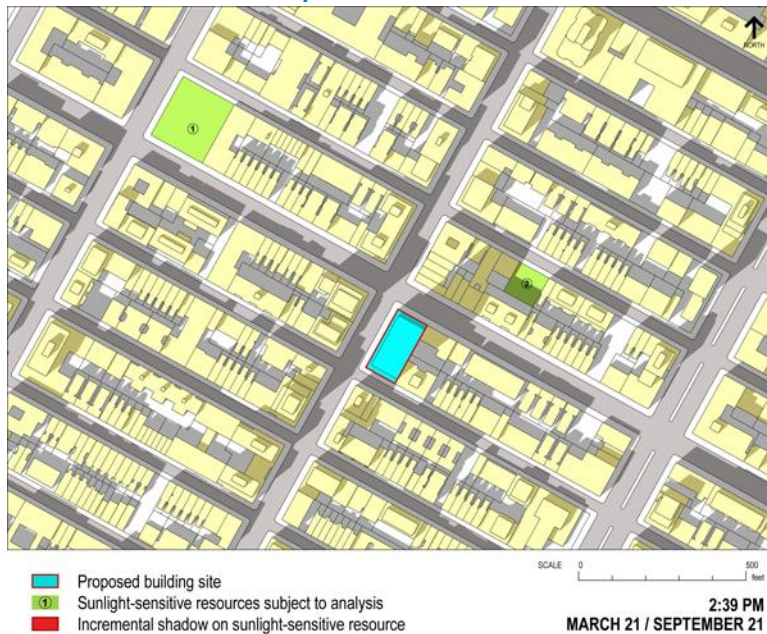 NORTH
①
②
SCALE 0 500
feet
Proposed building site
① Sunlight-sensitive resources subject to analysis
Incremental shadow on sunlight-sensitive resource
2:39 PM
MARCH 21 / SEPTEMBER 21